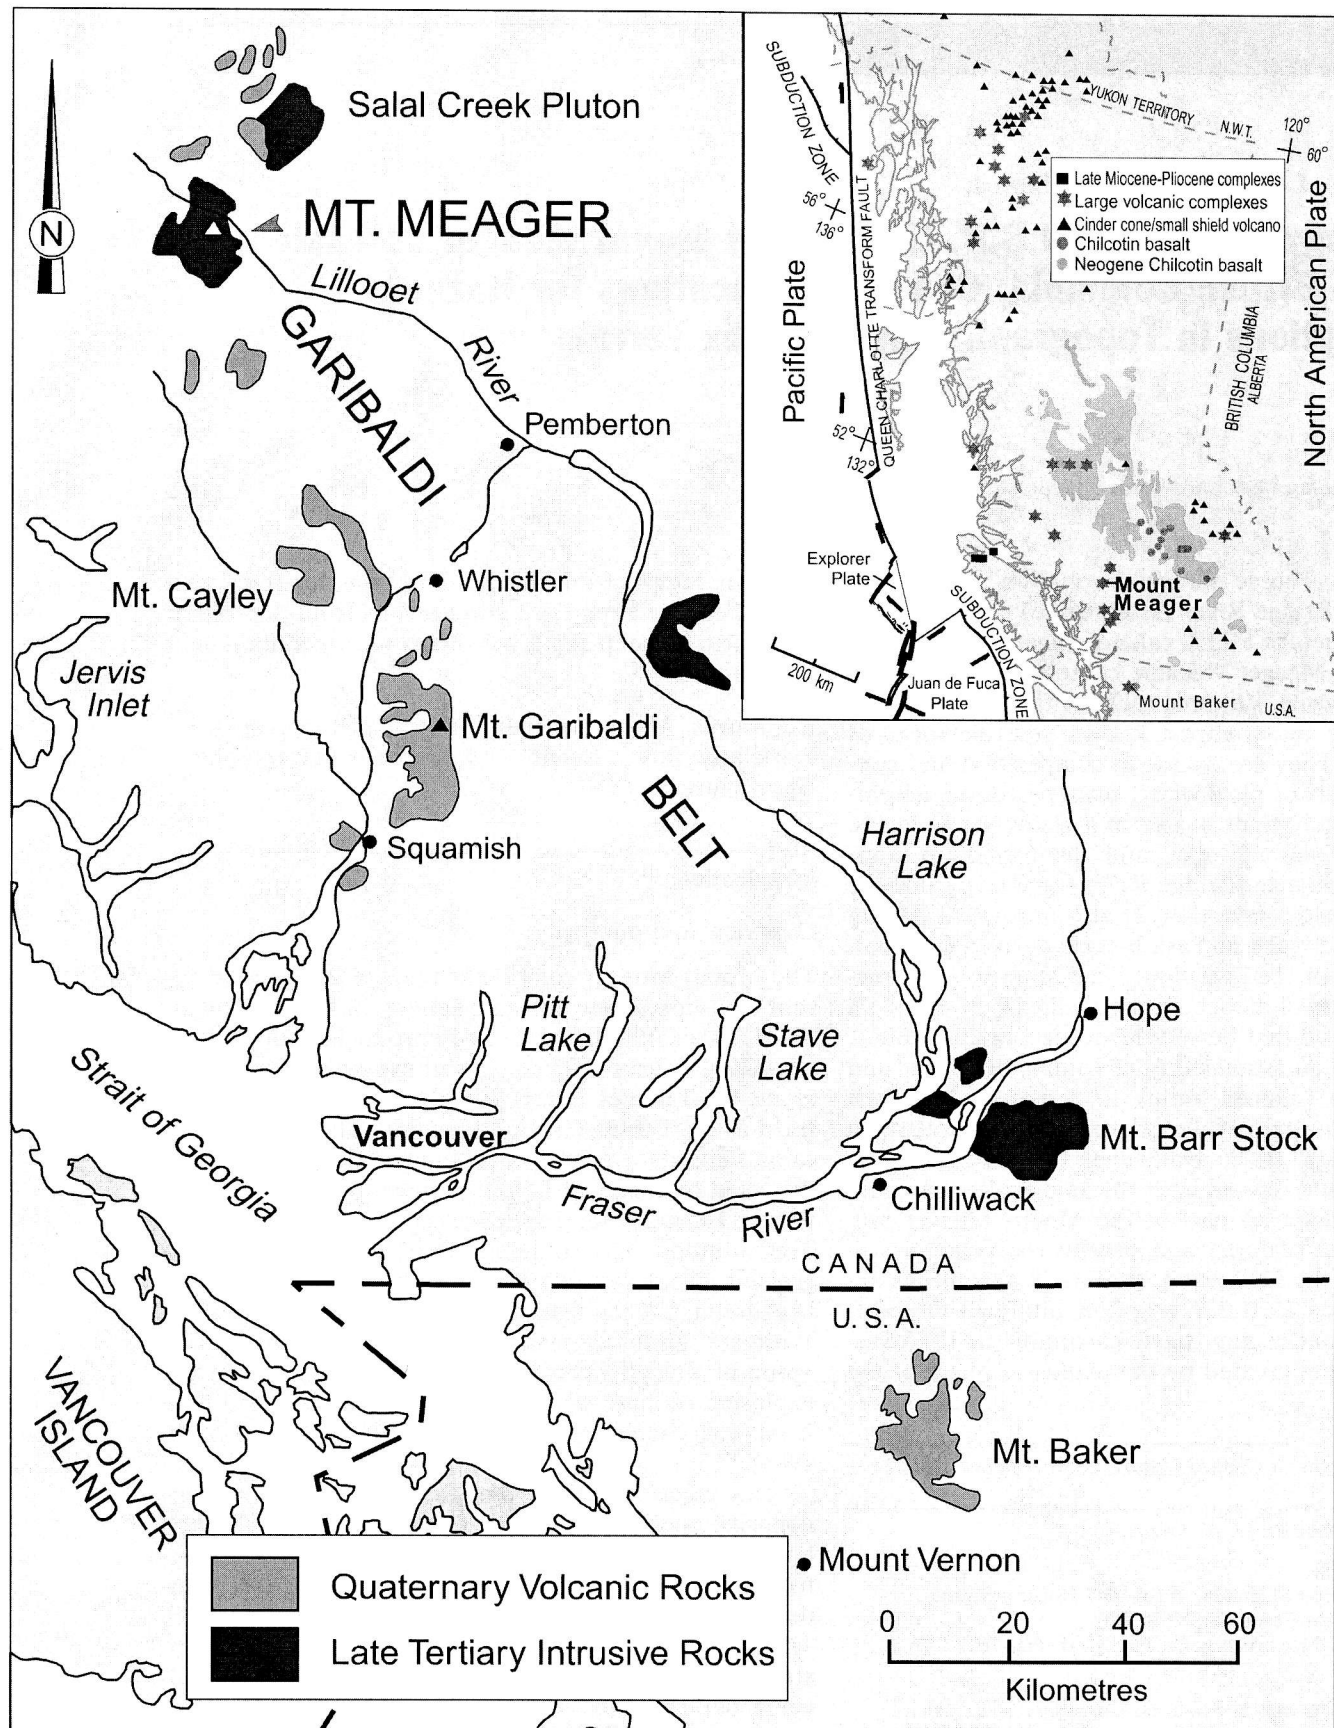 Salal Creek Pluton
MT. MEAGER
N
Lillooet
River
GARIBALDI
BELT
Pemberton
Whistler
Mt. Cayley
Jervis
Inlet
Mt. Garibaldi
Squamish
Harrison
Lake
Hope
Pitt
Lake
Stave
Lake
Strait of Georgia
Vancouver
Mt. Barr Stock
Chilliwack
Fraser
River
CANADA
U.S.A.
VANCOUVER
ISLAND
Mt. Baker
Mount Vernon
Quaternary Volcanic Rocks
Late Tertiary Intrusive Rocks
0 20 40 60
Kilometres
SUBDUCTION ZONE
YUKON TERRITORY
N.W.T.
120°
60°
Late Miocene-Pliocene complexes
Large volcanic complexes
Cinder cone/small shield volcano
Chilcotin basalt
Neogene Chilcotin basalt
56°
136°
QUEEN CHARLOTTE TRANSFORM FAULT
Pacific Plate
North American Plate
BRITISH COLUMBIA
ALBERTA
52°
132°
Explorer
Plate
Mount
Meager
SUBDUCTION ZONE
200 km
Juan de Fuca
Plate
Mount Baker
U.S.A.